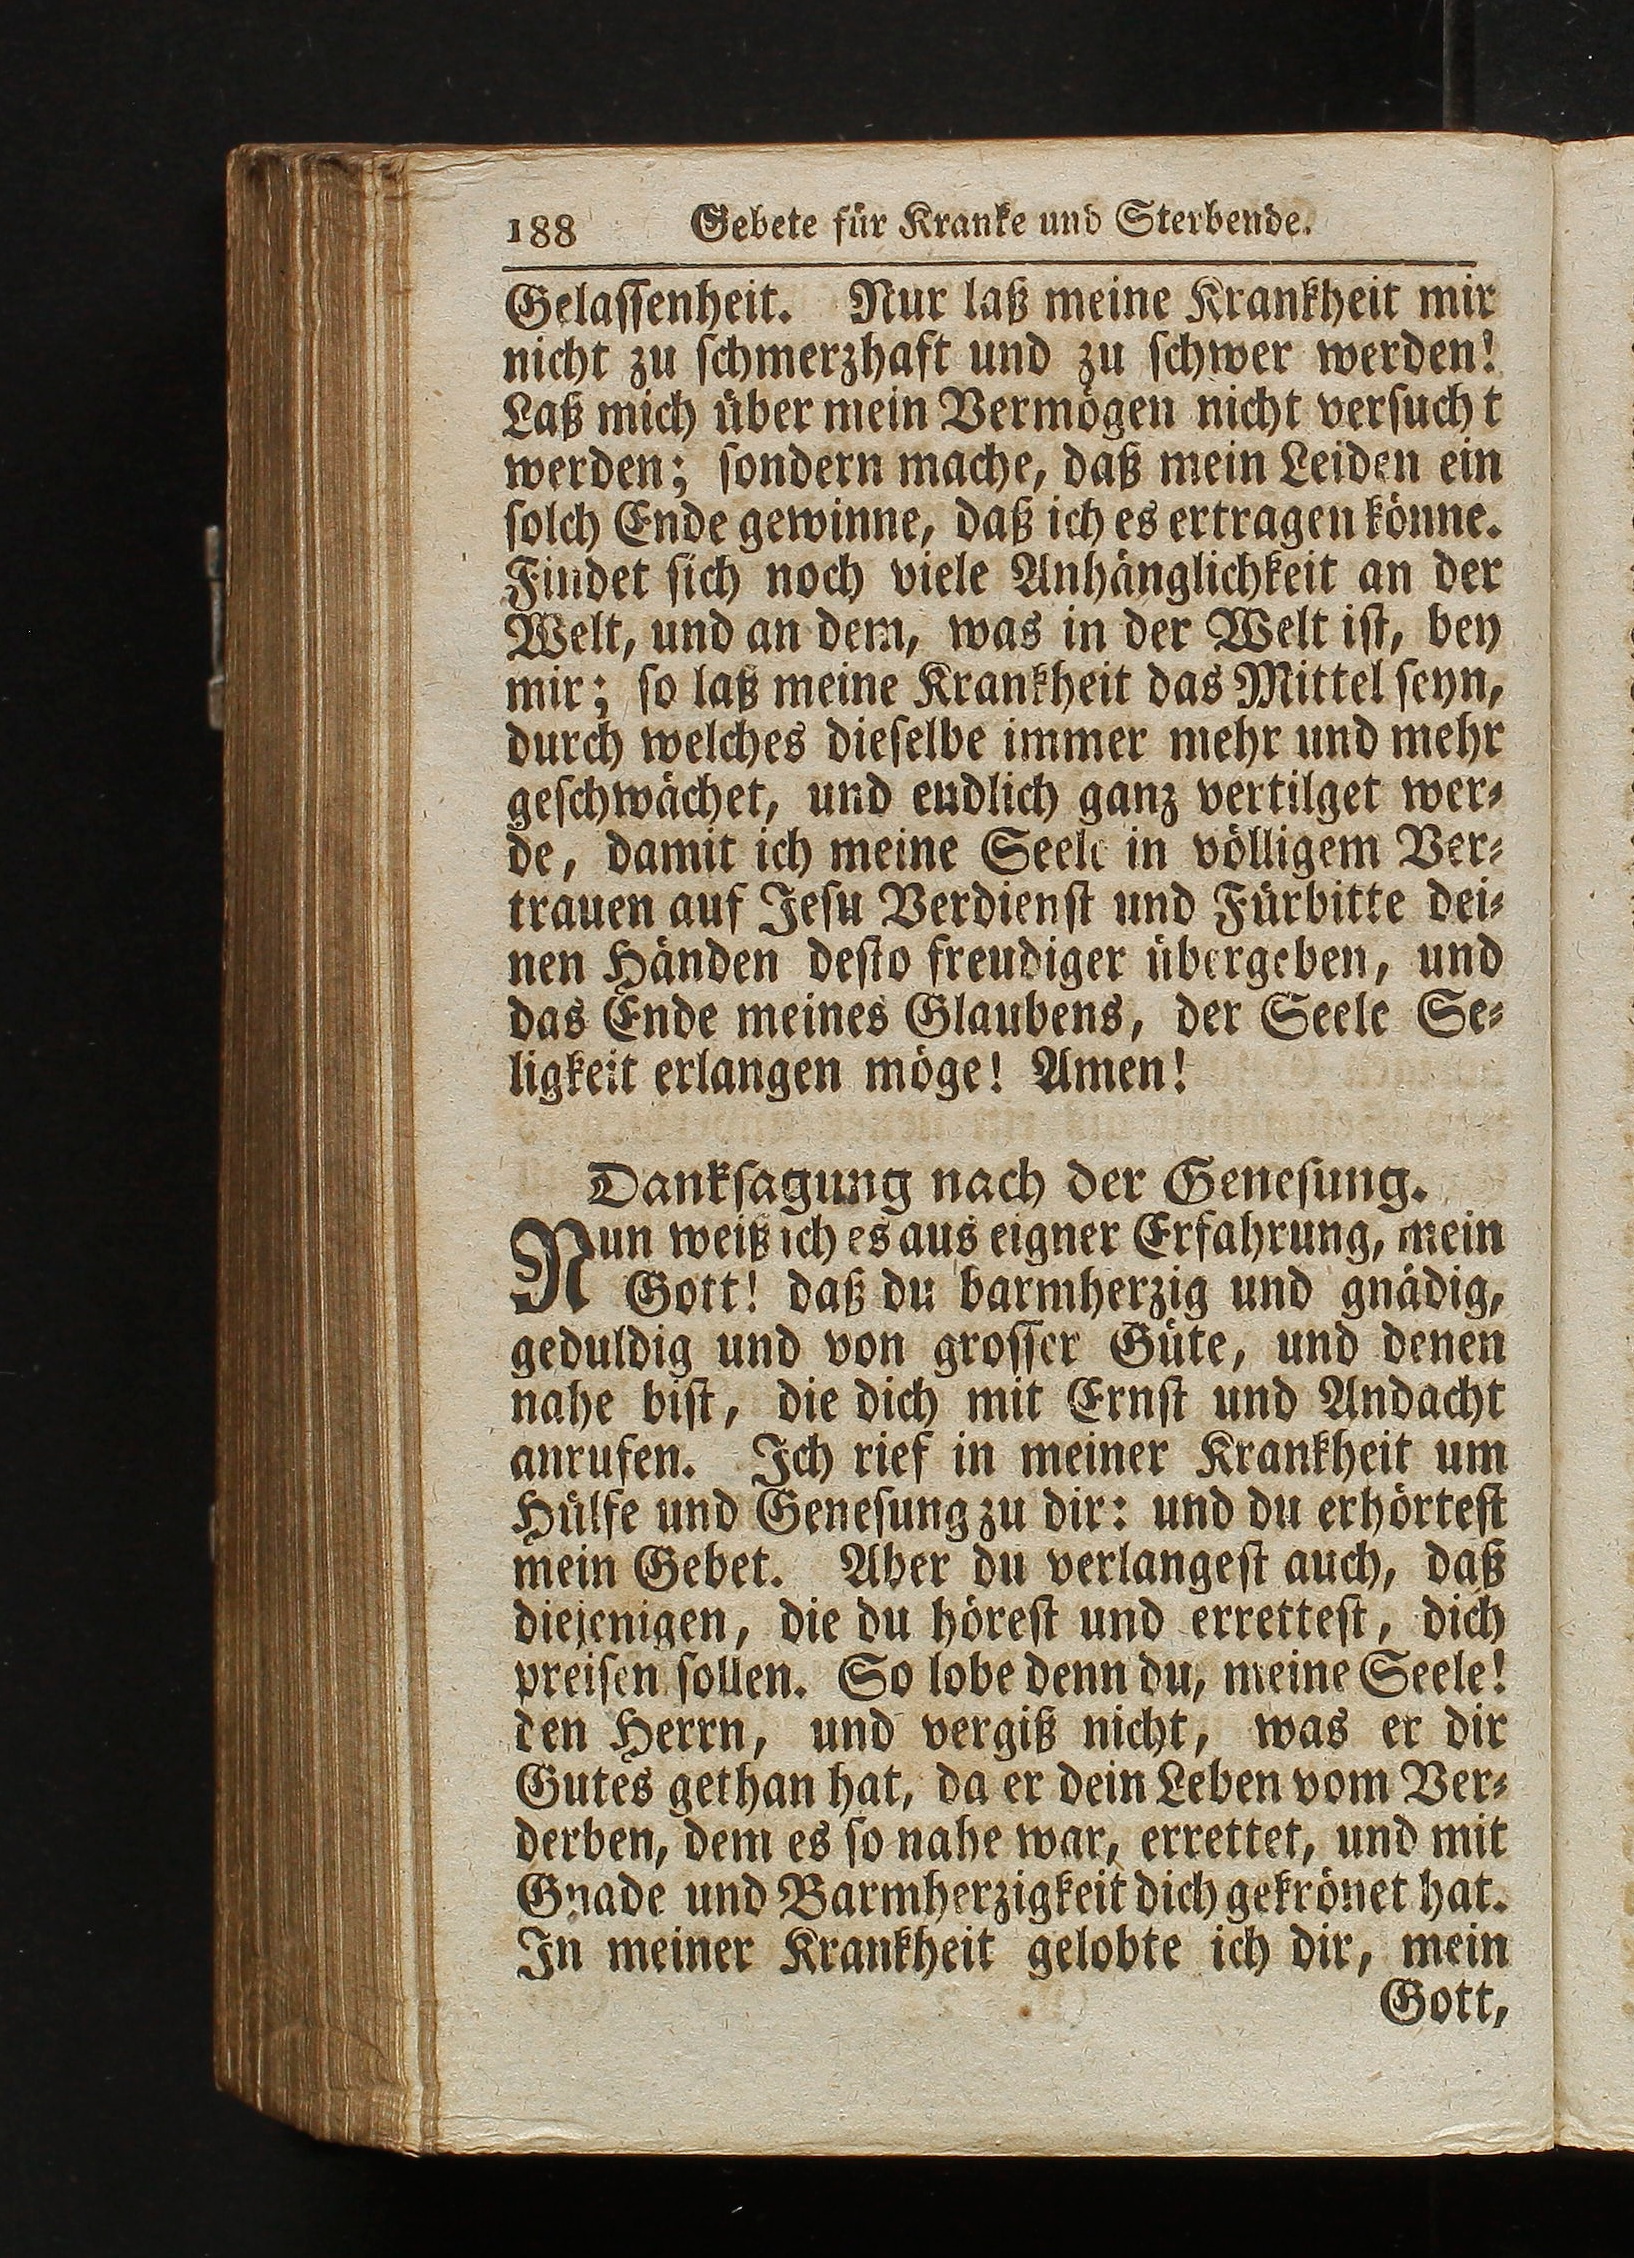 188 Gebete für Kranke und Sterbende.
Gelassenheit. Nur laß meine Krankheit mir
nicht zu schmerzhaft und zu schwer werden!
Laß mich über mein Vermögen nicht versucht
werden; sondern mache, daß mein Leiden ein
solch Ende gewinne, daß ich es ertragen könne.
Findet sich noch viele Anhänglichkeit an der
Welt, und an dem, was in der Welt ist, bey
mir; so laß meine Krankheit das Mittel seyn,
durch welches dieselbe immer mehr und mehr
geschwächet, und endlich ganz vertilget wer-
de, damit ich meine Seele in völligem Ver-
trauen auf Jesu Verdienst und Fürbitte dei-
nen Händen desto freudiger übergeben, und
das Ende meines Glaubens, der Seele Se-
ligkeit erlangen möge! Amen!
Danksagung nach der Genesung.
Nun weiß ich es aus eigner Erfahrung, mein
Gott! daß du barmherzig und gnädig,
geduldig und von grosser Güte, und denen
nahe bist, die dich mit Ernst und Andacht
anrufen. Ich rief in meiner Krankheit um
Hülfe und Genesung zu dir: und du erhörtest
mein Gebet. Aber du verlangest auch, daß
diejenigen, die du hörest und errettest, dich
preisen sollen. So lobe denn du, meine Seele!
den Herrn, und vergiß nicht, was er dir
Gutes gethan hat, da er dein Leben vom Ver-
derben, dem es so nahe war, errettet, und mit
Gnade und Barmherzigkeit dich gekrönet hat.
In meiner Krankheit gelobte ich dir, mein
Gott,